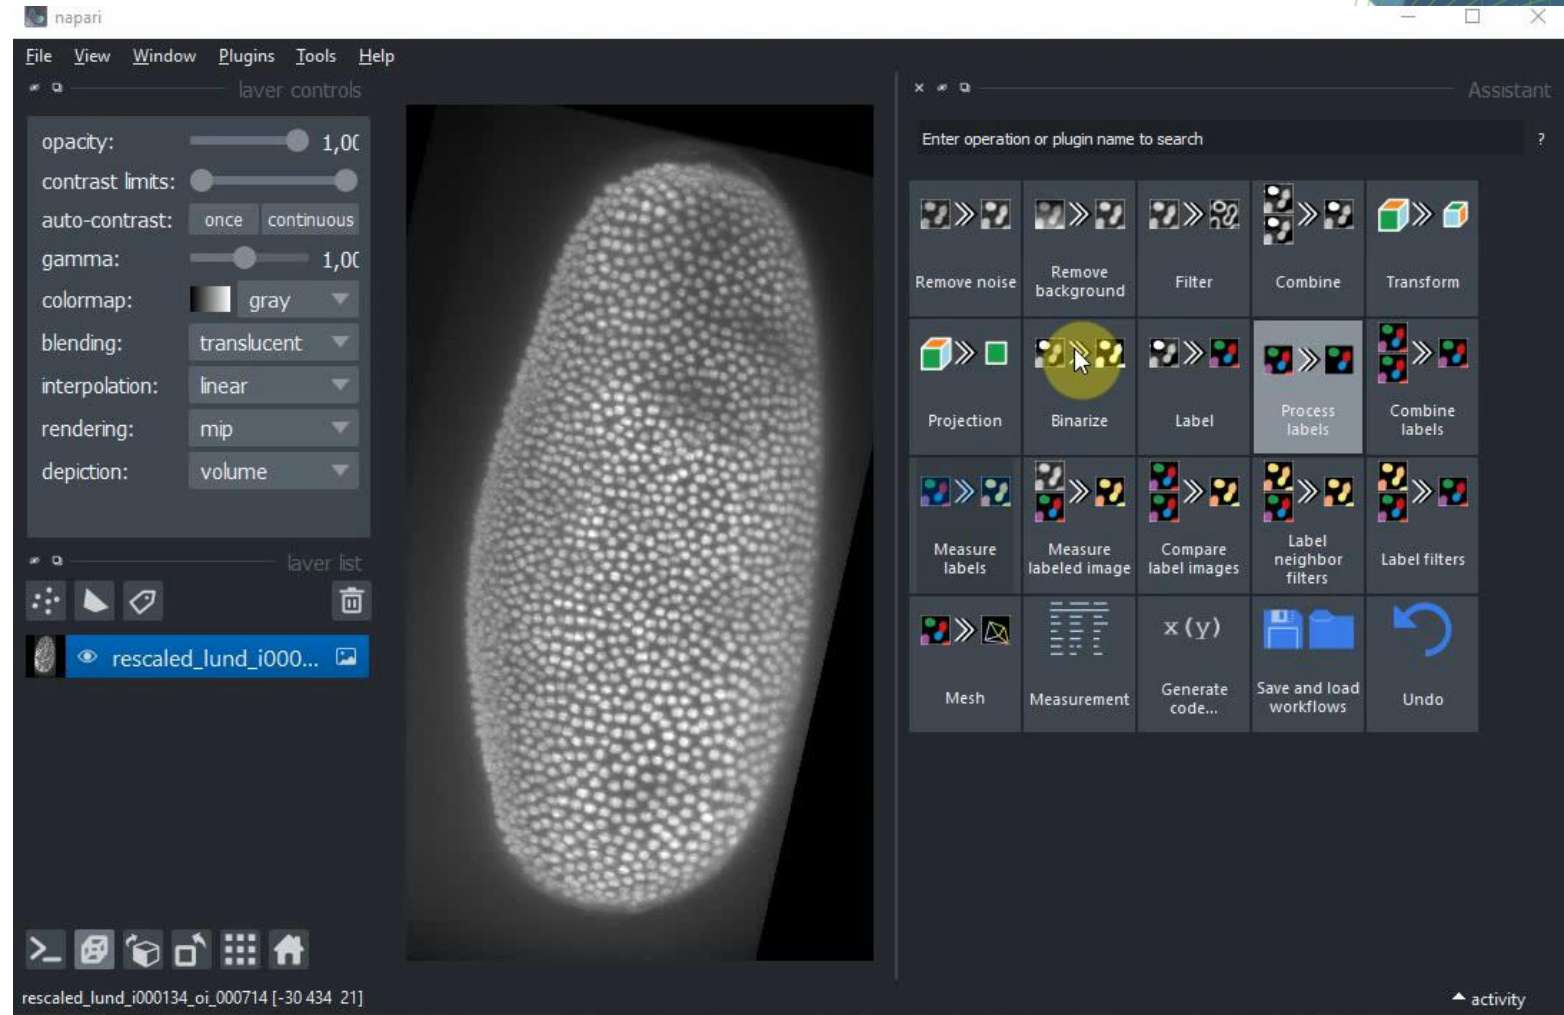 napari
File View Window Plugins Tools Help
layer controls
opacity: 1,00
contrast limits:
auto-contrast: once continuous
gamma: 1,00
colormap: gray
blending: translucent
interpolation: linear
rendering: mip
depiction: volume
layer list
rescaled_lund_i000...
rescaled_lund_i000134_oi_000714 [-30 434 21]
Assistant
Enter operation or plugin name to search ?
Remove noise
Remove
background
Filter
Combine
Transform
Projection
Binarize
Label
Process
labels
Combine
labels
Measure
labels
Measure
labeled image
Compare
label images
Label
neighbor
filters
Label filters
Mesh
Measurement
x(y)
Generate
code...
Save and load
workflows
Undo
activity